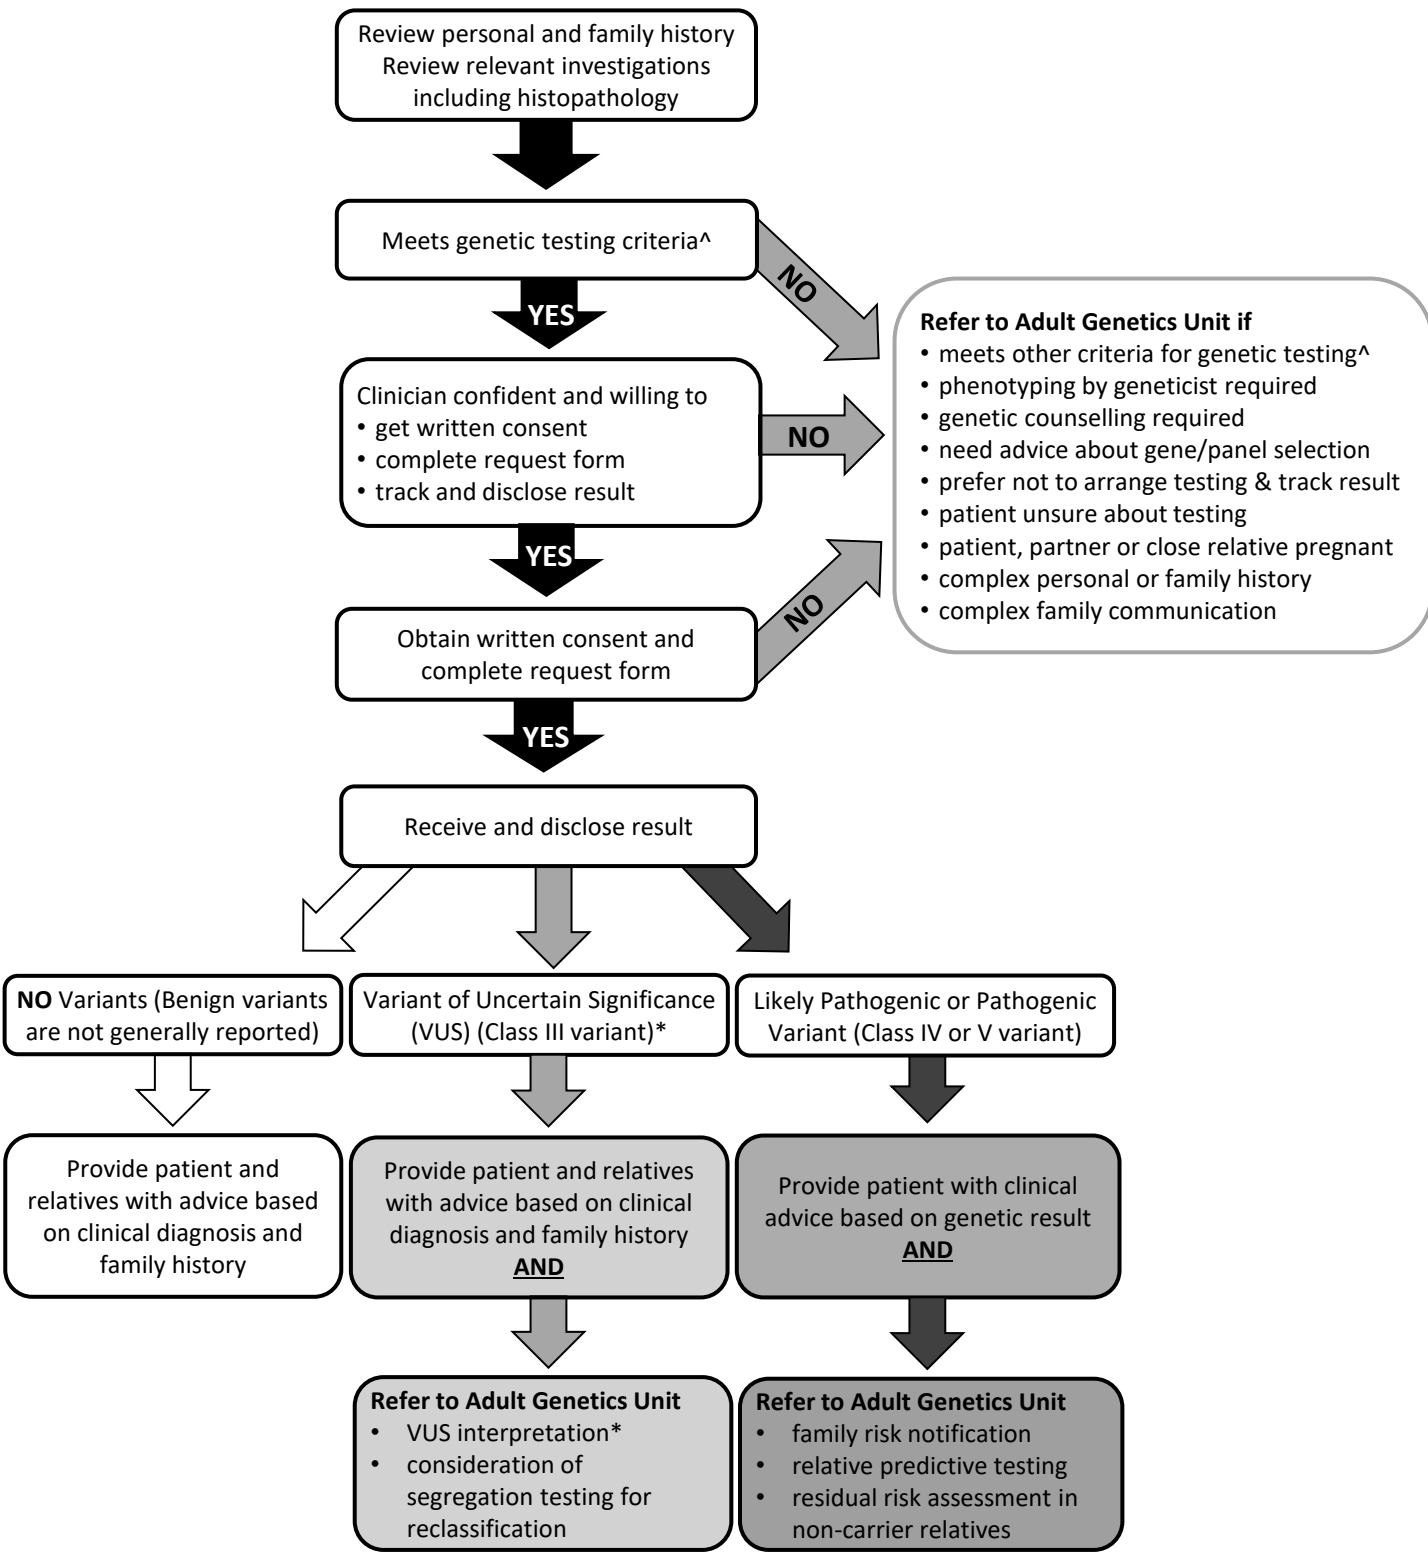 Review personal and family history
Review relevant investigations
including histopathology
Meets genetic testing criteria^
NO
YES
Clinician confident and willing to
• get written consent
• complete request form
• track and disclose result
NO
Refer to Adult Genetics Unit if
• meets other criteria for genetic testing^
• phenotyping by geneticist required
• genetic counselling required
• need advice about gene/panel selection
• prefer not to arrange testing & track result
• patient unsure about testing
• patient, partner or close relative pregnant
• complex personal or family history
• complex family communication
YES
NO
Obtain written consent and
complete request form
YES
Receive and disclose result
NO Variants (Benign variants
are not generally reported)
Variant of Uncertain Significance
(VUS) (Class III variant)*
Likely Pathogenic or Pathogenic
Variant (Class IV or V variant)
Provide patient and
relatives with advice based
on clinical diagnosis and
family history
Provide patient and relatives
with advice based on clinical
diagnosis and family history
AND
Provide patient with clinical
advice based on genetic result
AND
Refer to Adult Genetics Unit
• VUS interpretation*
• consideration of
segregation testing for
reclassification
Refer to Adult Genetics Unit
• family risk notification
• relative predictive testing
• residual risk assessment in
non-carrier relatives